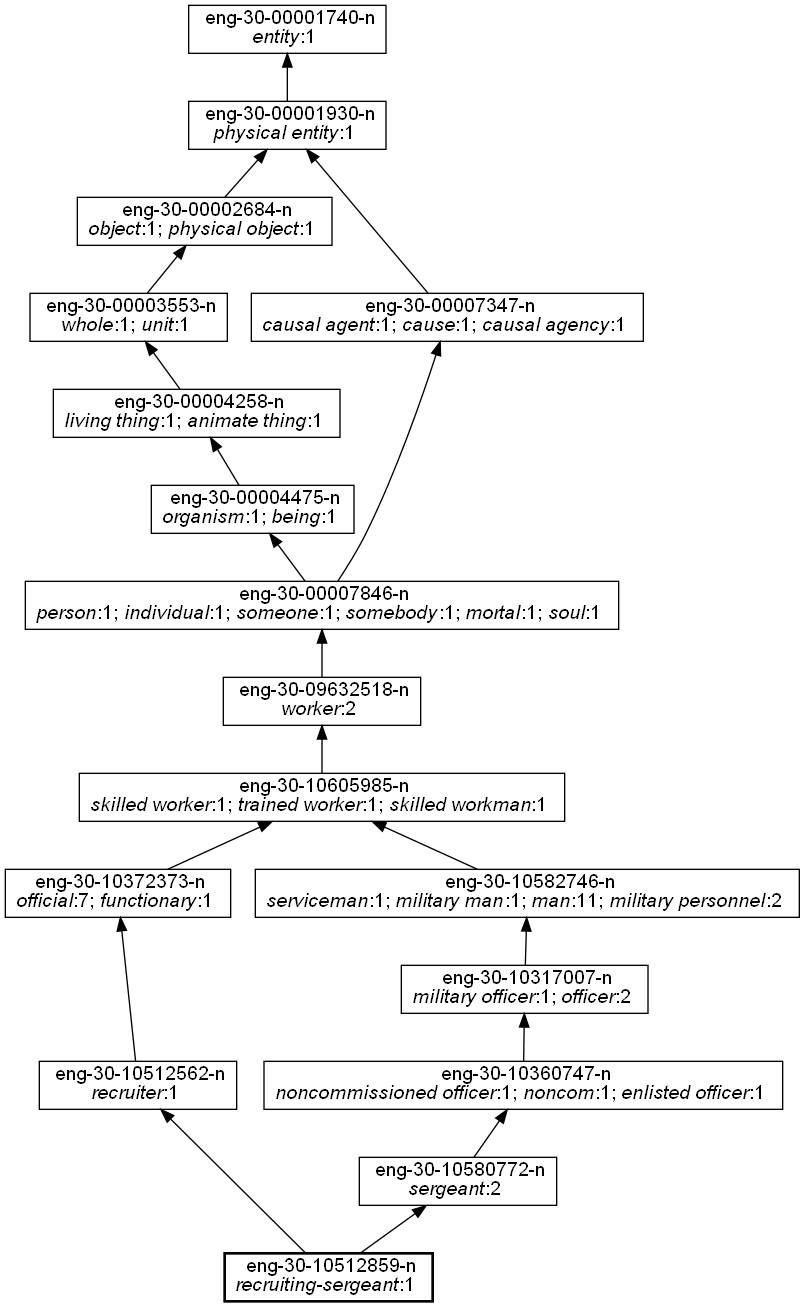 eng-30-00001740-n
entity:1
eng-30-00001930-n
physical entity:1
eng-30-00002684-n
object:1; physical object:1
eng-30-00003553-n
whole:1; unit:1
eng-30-00007347-n
causal agent:1; cause:1; causal agency:1
eng-30-00004258-n
living thing:1; animate thing:1
eng-30-00004475-n
organism:1; being:1
eng-30-00007846-n
person:1; individual:1; someone:1; somebody:1; mortal:1; soul:1
eng-30-09632518-n
worker:2
eng-30-10605985-n
skilled worker:1; trained worker:1; skilled workman:1
eng-30-10372373-n
official:7; functionary:1
eng-30-10582746-n
serviceman:1; military man:1; man:11; military personnel:2
eng-30-10317007-n
military officer:1; officer:2
eng-30-10512562-n
recruiter:1
eng-30-10360747-n
noncommissioned officer:1; noncom:1; enlisted officer:1
eng-30-10580772-n
sergeant:2
eng-30-10512859-n
recruiting-sergeant:1